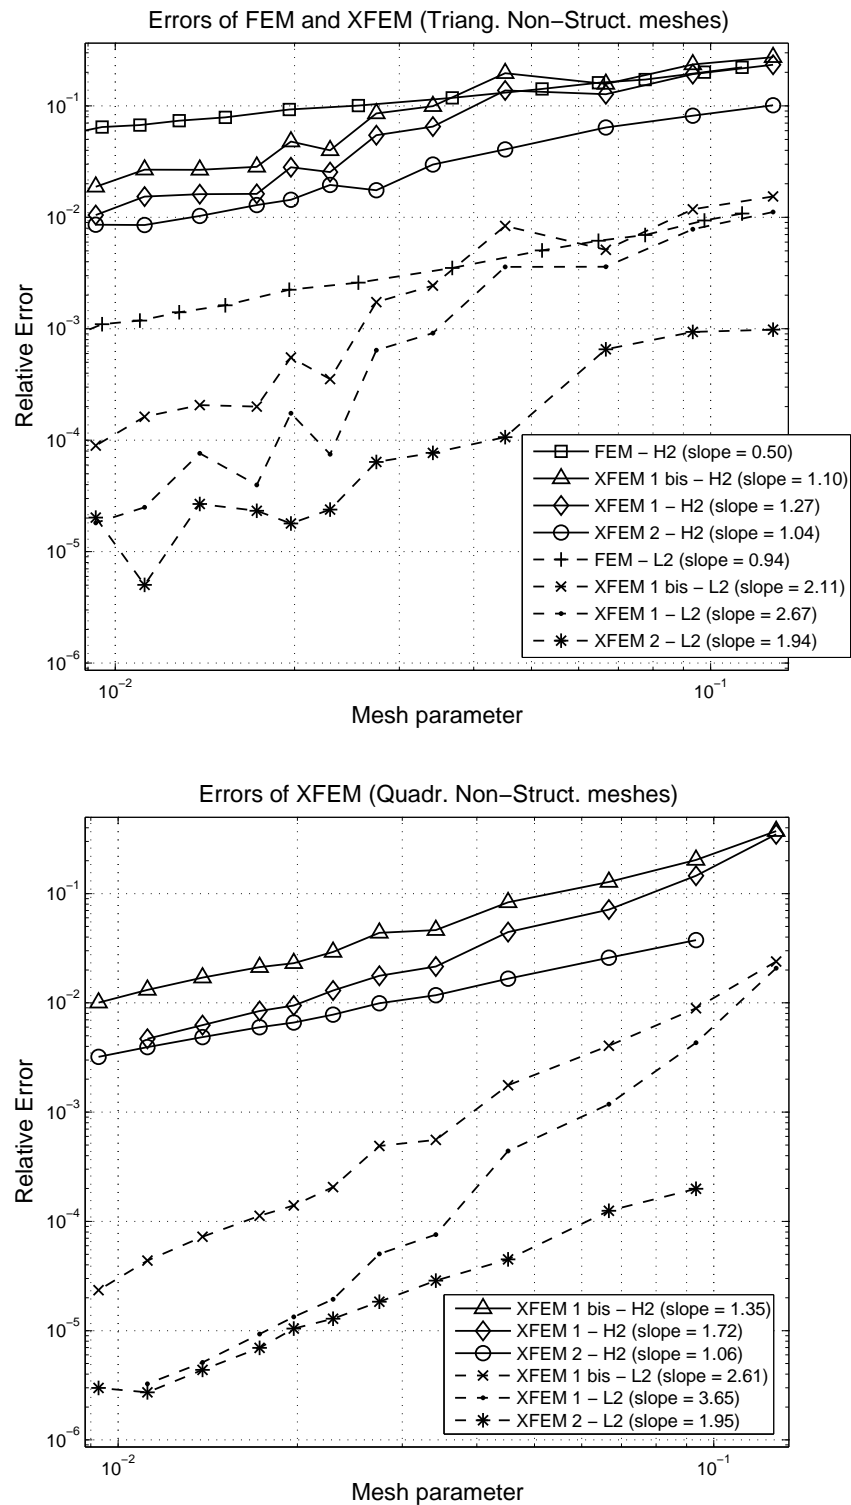 Errors of FEM and XFEM (Triang. Non−Struct. meshes)
10−1
10−2
10−3
10−4
10−5
10−6
Relative Error
FEM − H2 (slope = 0.50)
XFEM 1 bis − H2 (slope = 1.10)
XFEM 1 − H2 (slope = 1.27)
XFEM 2 − H2 (slope = 1.04)
FEM − L2 (slope = 0.94)
XFEM 1 bis − L2 (slope = 2.11)
XFEM 1 − L2 (slope = 2.67)
XFEM 2 − L2 (slope = 1.94)
10−2
10−1
Mesh parameter
Errors of XFEM (Quadr. Non−Struct. meshes)
10−1
10−2
10−3
10−4
10−5
10−6
Relative Error
XFEM 1 bis − H2 (slope = 1.35)
XFEM 1 − H2 (slope = 1.72)
XFEM 2 − H2 (slope = 1.06)
XFEM 1 bis − L2 (slope = 2.61)
XFEM 1 − L2 (slope = 3.65)
XFEM 2 − L2 (slope = 1.95)
10−2
10−1
Mesh parameter